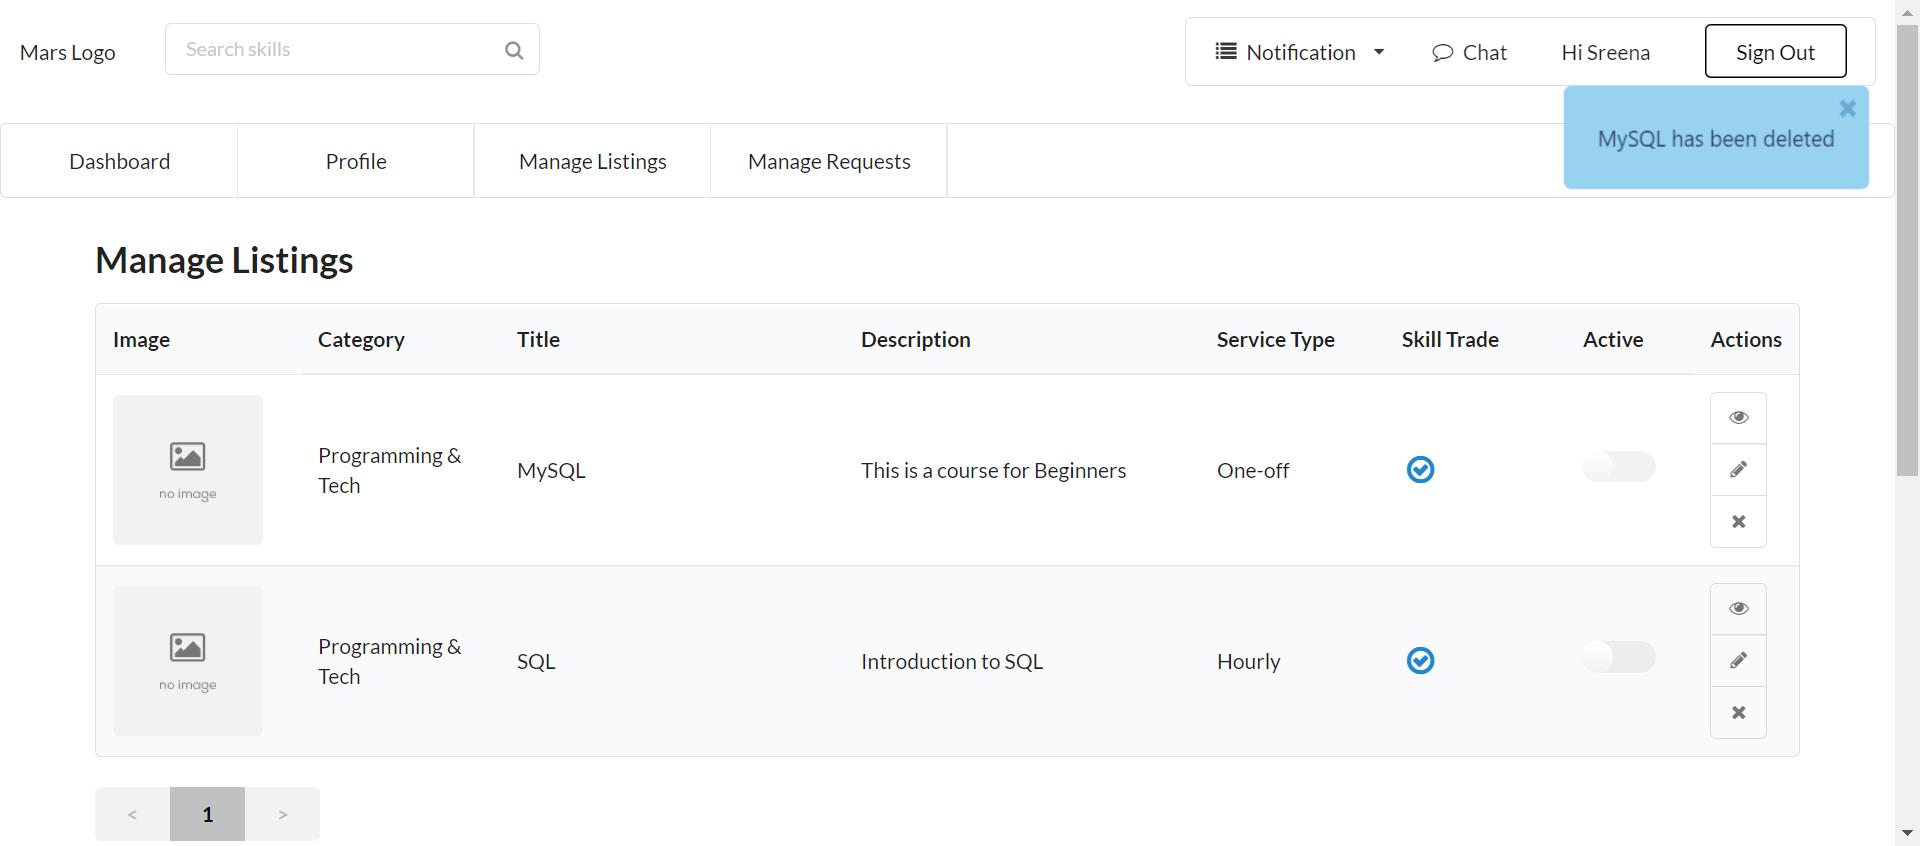 Mars Logo
Search skills
Notification
Chat
Hi Sreena
Sign Out
MySQL has been deleted
Dashboard
Profile
Manage Listings
Manage Requests
Manage Listings
Image Category Title Description Service Type Skill Trade Active Actions
no image
Programming &
Tech
MySQL
This is a course for Beginners
One-off
no image
Programming &
Tech
SQL
Introduction to SQL
Hourly
< 1 >